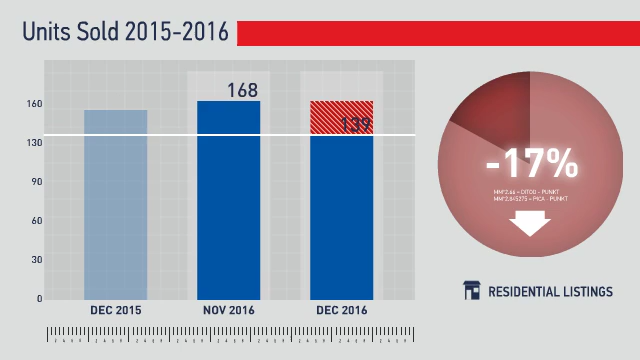 Units Sold 2015-2016
168
139
160
130
90
60
30
0
DEC 2015
NOV 2016
DEC 2016
-17%
RESIDENTIAL LISTINGS